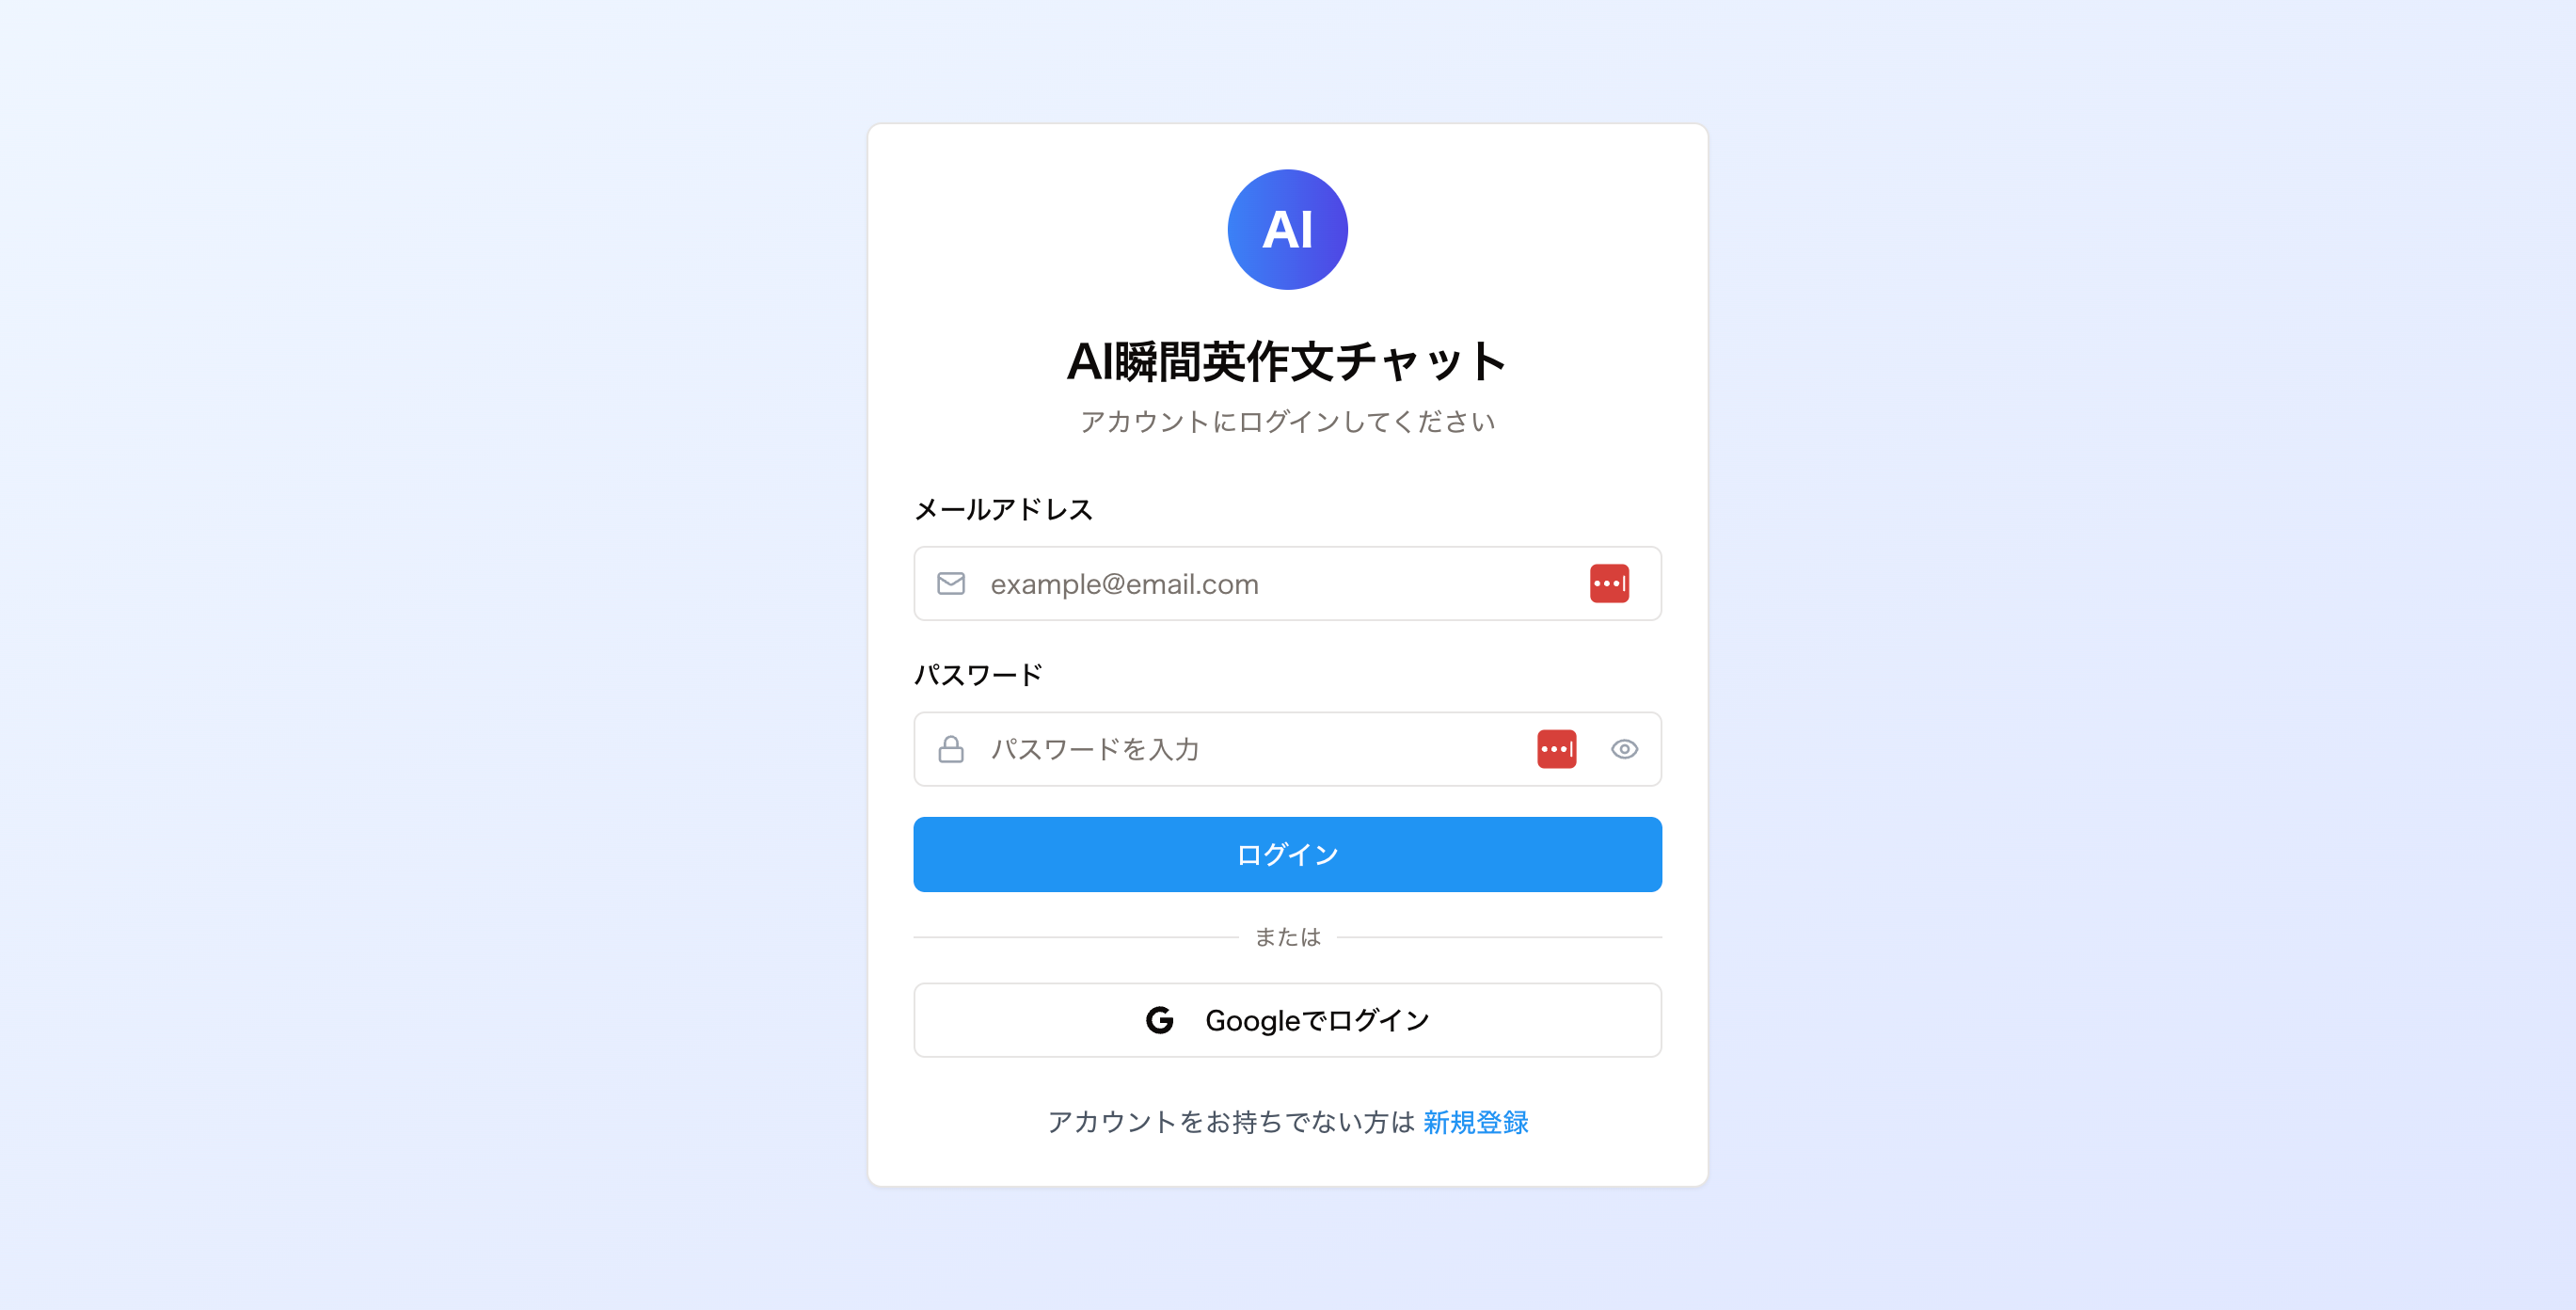 AI
AI瞬間英作文チャット
アカウントにログインしてください
メールアドレス
example@email.com
パスワード
パスワードを入力
ログイン
または
G Googleでログイン
アカウントをお持ちでない方は 新規登録